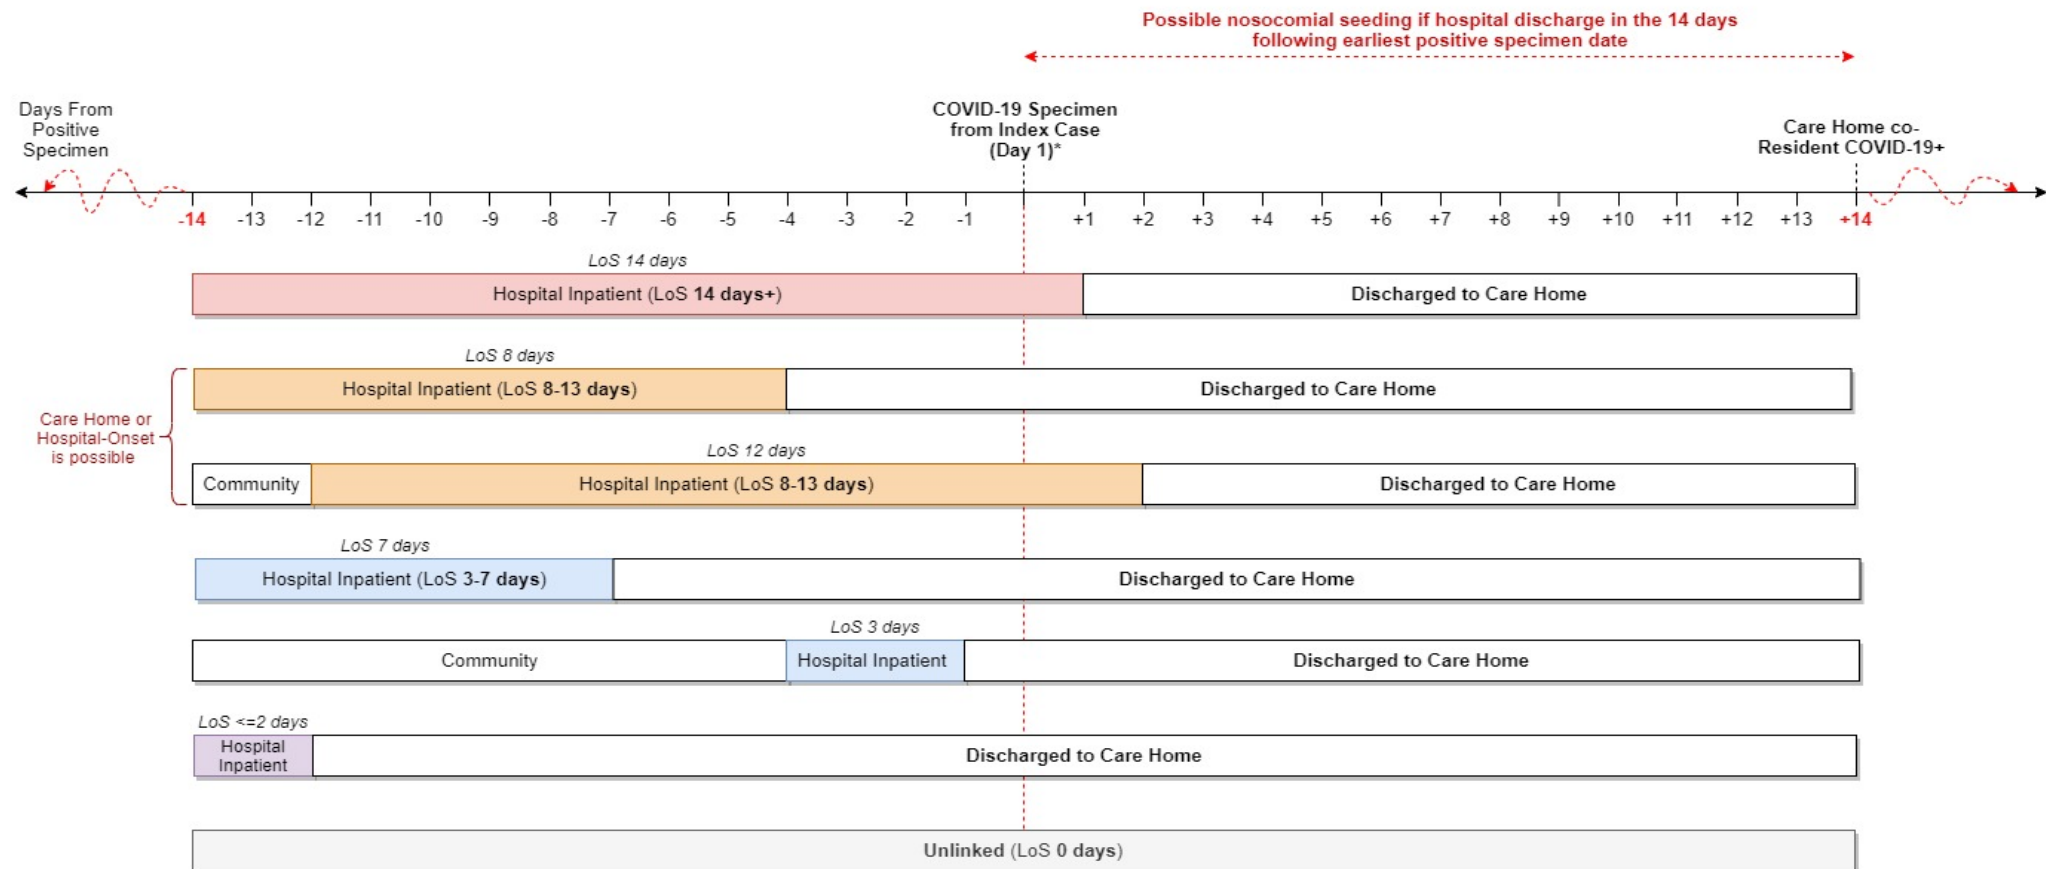 Possible nosocomial seeding if hospital discharge in the 14 days
following earliest positive specimen date
Days From
Positive
Specimen
COVID-19 Specimen
from Index Case
(Day 1)*
Care Home co-
Resident COVID-19+
-14 -13 -12 -11 -10 -9 -8 -7 -6 -5 -4 -3 -2 -1 +1 +2 +3 +4 +5 +6 +7 +8 +9 +10 +11 +12 +13 +14
LoS 14 days
Hospital Inpatient (LoS 14 days+) Discharged to Care Home
LoS 8 days
Hospital Inpatient (LoS 8-13 days) Discharged to Care Home
Care Home or
Hospital-Onset
is possible
LoS 12 days
Community Hospital Inpatient (LoS 8-13 days) Discharged to Care Home
LoS 7 days
Hospital Inpatient (LoS 3-7 days) Discharged to Care Home
LoS 3 days
Community Hospital Inpatient Discharged to Care Home
LoS <=2 days
Hospital
Inpatient
Discharged to Care Home
Unlinked (LoS 0 days)